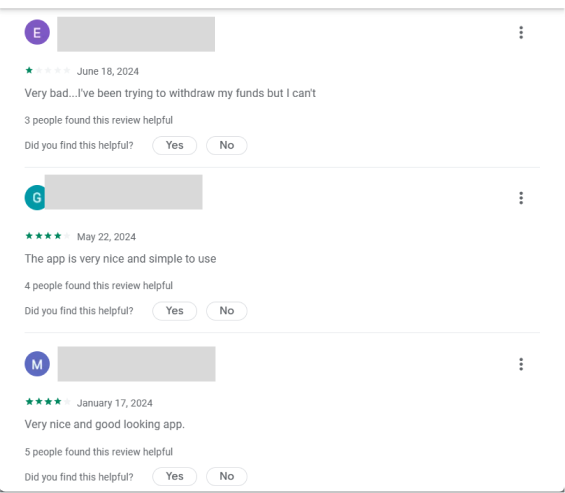 E
June 18, 2024
Very bad...I've been trying to withdraw my funds but I can't
3 people found this review helpful
Did you find this helpful? Yes No
G
May 22, 2024
The app is very nice and simple to use
4 people found this review helpful
Did you find this helpful? Yes No
M
January 17, 2024
Very nice and good looking app.
5 people found this review helpful
Did you find this helpful? Yes No